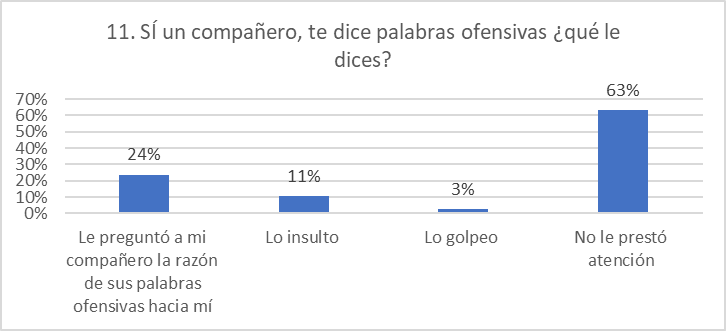 11. SÍ un compañero, te dice palabras ofensivas ¿qué le
dices?
70%
60%
50%
40%
30%
20%
10%
0%
24%
11%
3%
63%
Le preguntó a mi
compañero la razón
de sus palabras
ofensivas hacia mí
Lo insulto
Lo golpeo
No le prestó
atención